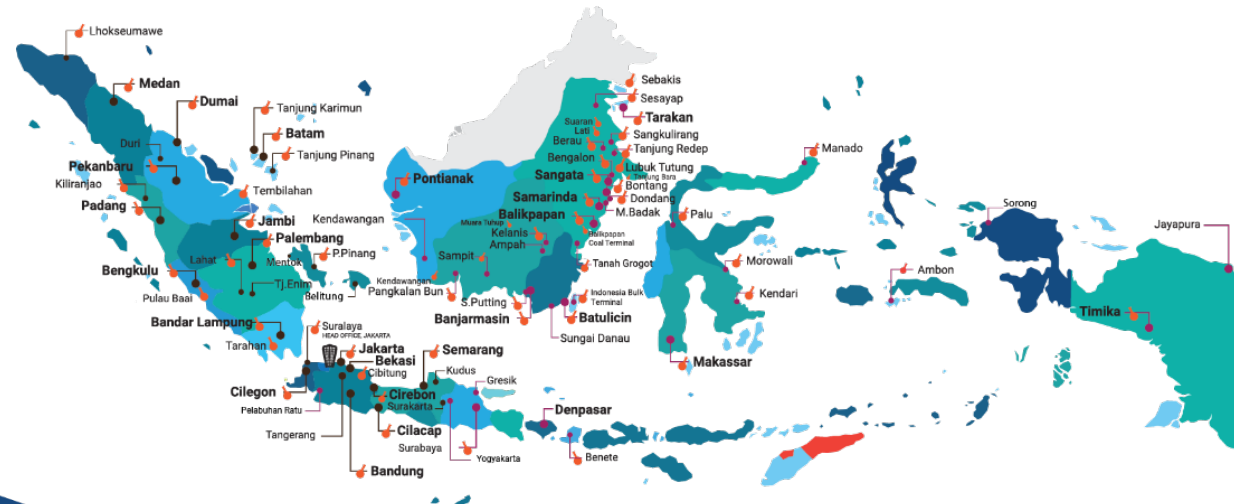 Lhokseumawe
Medan
Dumai
Tanjung Karimun
Batam
Duri
Tanjung Pinang
Pekanbaru
Kiliranjao
Tembilahan
Padang
Jambi
Palembang
P.Pinang
Lahat
Mentok
Bengkulu
Tj.Enim
Belitung
Pulau Baai
Bandar Lampung
Tarahan
Suralaya
HEAD OFFICE, JAKARTA
Jakarta
Bekasi
Cibitung
Cilegon
Cirebon
Pelabuhan Ratu
Surakarta
Tangerang
Cilacap
Bandung
Semarang
Kudus
Gresik
Surabaya
Yogyakarta
Denpasar
Benete
Pontianak
Kendawangan
Kendawangan
Pangkalan Bun
Sampit
S.Putting
Banjarmasin
Muara Tuhup
Kelanis
Ampah
Sebakis
Sesayap
Tarakan
Suaran
Lati
Sangkulirang
Berau
Tanjung Redep
Bengalon
Lubuk Tutung
Sangata
Tanjung Bara
Bontang
Samarinda
Dondang
M.Badak
Balikpapan
Balikpapan
Coal Terminal
Tanah Grogot
Indonesia Bulk
Terminal
Batulicin
Sungai Danau
Manado
Palu
Morowali
Kendari
Makassar
Ambon
Sorong
Jayapura
Timika